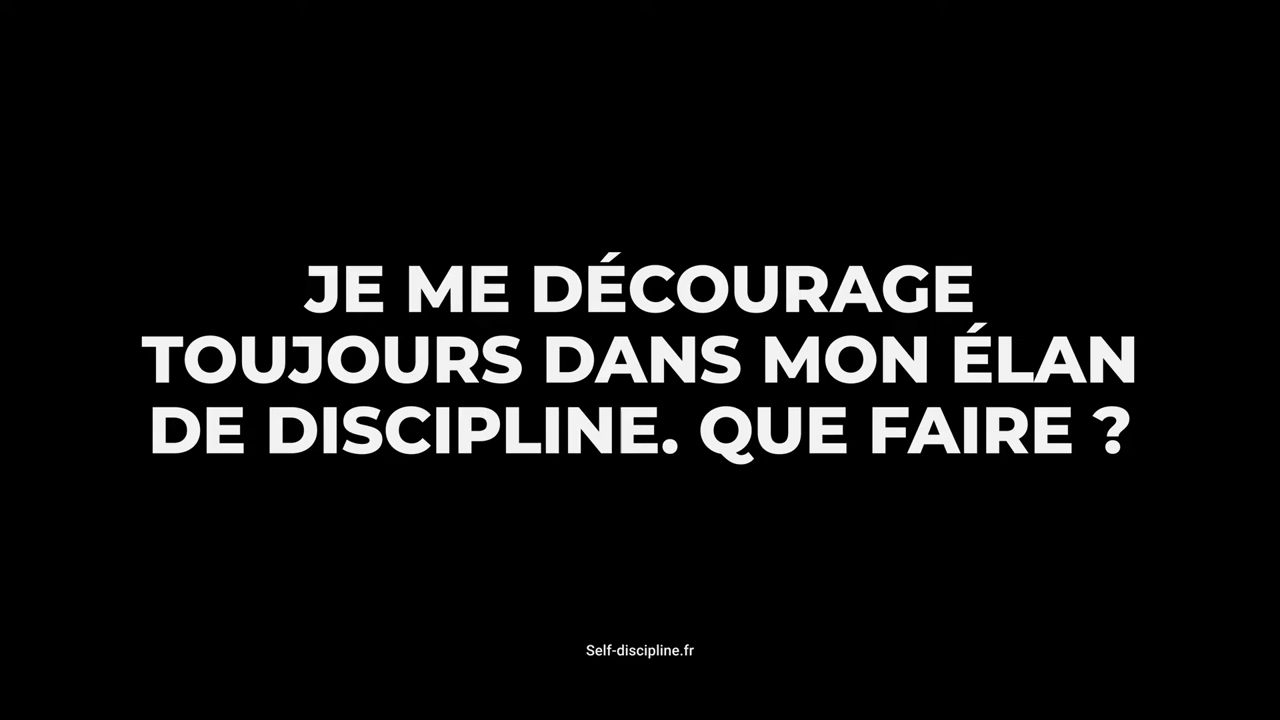 JE ME DÉCOURAGE
TOUJOURS DANS MON ÉLAN
DE DISCIPLINE. QUE FAIRE ?
Self-discipline.fr